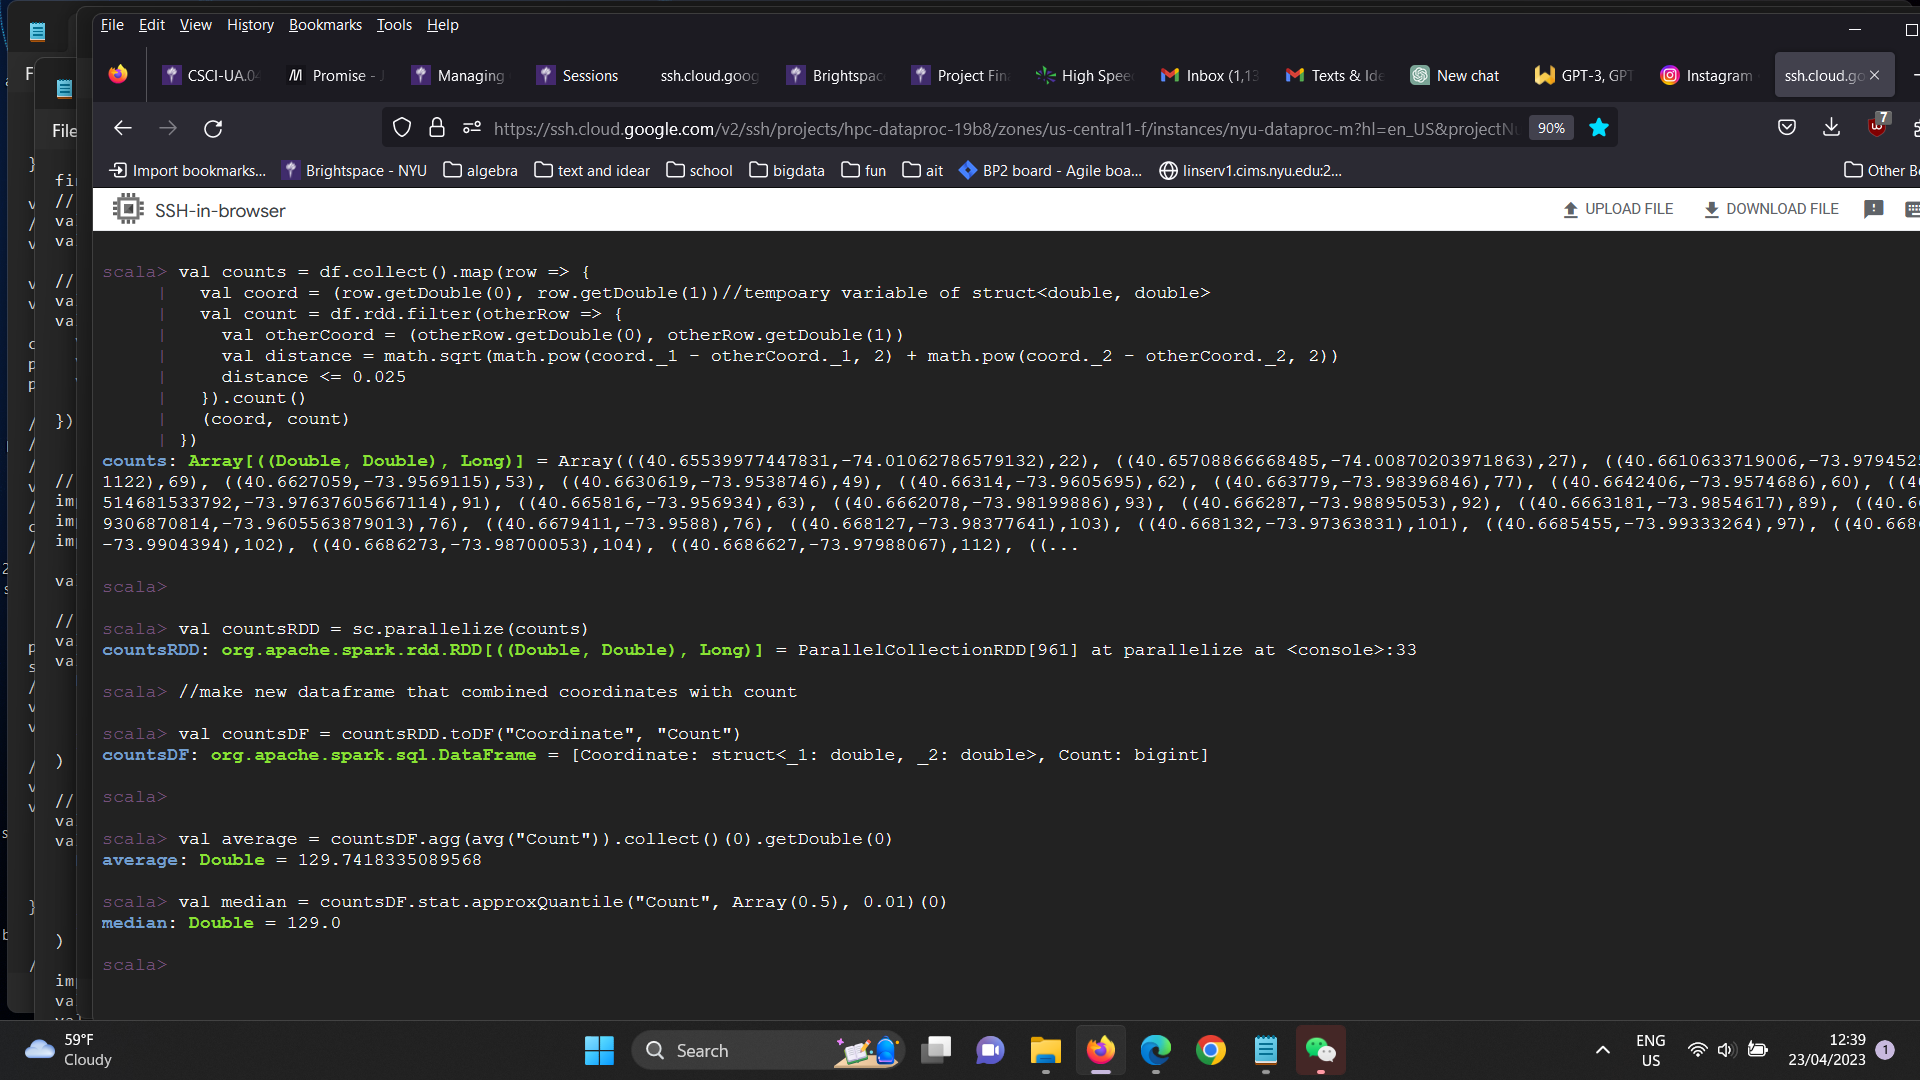 File Edit View History Bookmarks Tools Help
CSCI-UA.04 Promise - J Managing Sessions ssh.cloud.goog Brightspac Project Fina High Spee Inbox (1,13 Texts & Ide New chat GPT-3, GPT Instagram ssh.cloud.go
https://ssh.cloud.google.com/v2/ssh/projects/hpc-dataproc-19b8/zones/us-central1-f/instances/nyu-dataproc-m?hl=en_US&projectNu 90% 7
Import bookmarks... Brightspace - NYU algebra text and idear school bigdata fun ait BP2 board - Agile boa... linserv1.cims.nyu.edu:2... Other Bo
SSH-in-browser UPLOAD FILE DOWNLOAD FILE
scala> val counts = df.collect().map(row => {
| val coord = (row.getDouble(0), row.getDouble(1))//tempoary variable of struct<double, double>
| val count = df.rdd.filter(otherRow => {
| val otherCoord = (otherRow.getDouble(0), otherRow.getDouble(1))
| val distance = math.sqrt(math.pow(coord._1 - otherCoord._1, 2) + math.pow(coord._2 - otherCoord._2, 2))
| distance <= 0.025
| }).count()
| (coord, count)
| })
counts: Array[((Double, Double), Long)] = Array(((40.65539977447831,-74.01062786579132),22), ((40.65708866668485,-74.00870203971863),27), ((40.6610633719006,-73.9794525
1122),69), ((40.6627059,-73.9569115),53), ((40.6630619,-73.9538746),49), ((40.66314,-73.9605695),62), ((40.663779,-73.98396846),77), ((40.6642406,-73.9574686),60), ((40
514681533792,-73.97637605667114),91), ((40.665816,-73.956934),63), ((40.6662078,-73.98199886),93), ((40.666287,-73.98895053),92), ((40.6663181,-73.9854617),89), ((40.66
9306870814,-73.9605563879013),76), ((40.6679411,-73.9588),76), ((40.668127,-73.98377641),103), ((40.668132,-73.97363831),101), ((40.6685455,-73.99333264),97), ((40.6686
-73.9904394),102), ((40.6686273,-73.98700053),104), ((40.6686627,-73.97988067),112), ((...
scala>
scala> val countsRDD = sc.parallelize(counts)
countsRDD: org.apache.spark.rdd.RDD[((Double, Double), Long)] = ParallelCollectionRDD[961] at parallelize at <console>:33
scala> //make new dataframe that combined coordinates with count
scala> val countsDF = countsRDD.toDF("Coordinate", "Count")
countsDF: org.apache.spark.sql.DataFrame = [Coordinate: struct<_1: double, _2: double>, Count: bigint]
scala>
scala> val average = countsDF.agg(avg("Count")).collect()(0).getDouble(0)
average: Double = 129.7418335089568
scala> val median = countsDF.stat.approxQuantile("Count", Array(0.5), 0.01)(0)
median: Double = 129.0
scala>
59°F
Cloudy
Search
ENG
US
12:39
23/04/2023
1